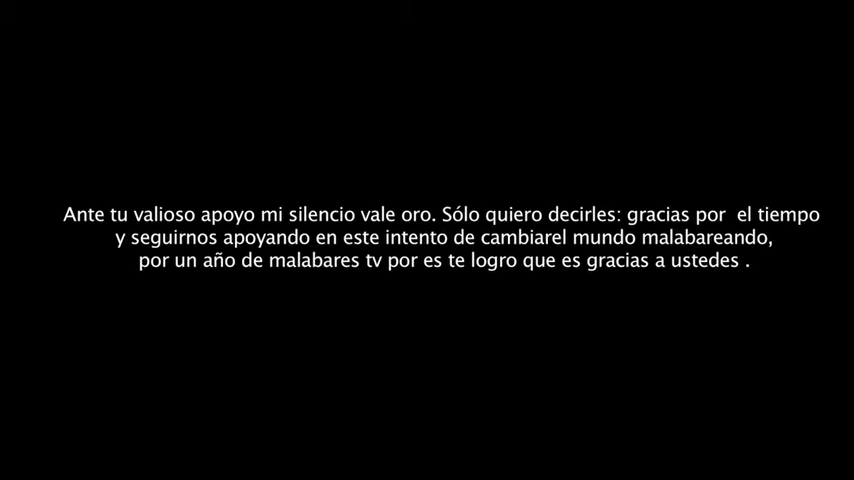 Ante tu valioso apoyo mi silencio vale oro. Sólo quiero decirles: gracias por  el tiempo
y seguirnos apoyando en este intento de cambiarel mundo malabareando,
por un año de malabares tv por es te logro que es gracias a ustedes .